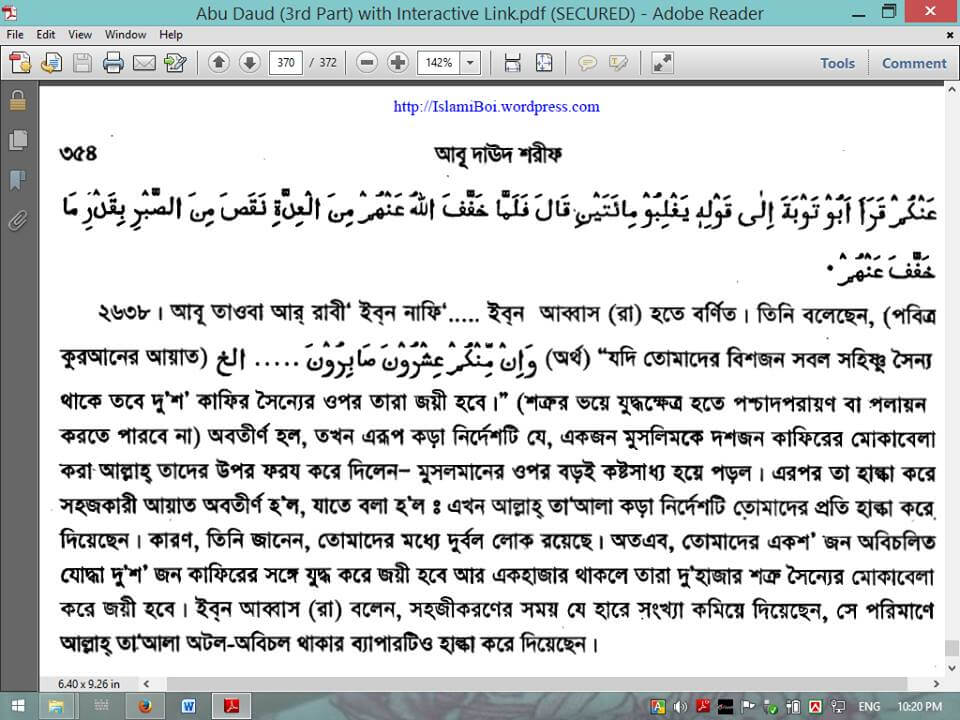 Abu Daud (3rd Part) with Interactive Link.pdf (SECURED) - Adobe Reader
File Edit View Window Help
370 / 372 142% Tools Comment
http://IslamiBoi.wordpress.com
৩৫৪ আবূ দাউদ শরীফ
عَنْكُمْ قَرَأَ أَبُوْ تَوْبَةَ إِلٰى قَوْلِهٖ يَغْلِبُوْ مِائَتَيْنِ قَالَ فَلَمَّا خَفَّفَ اللهُ عَنْهُمْ مِنَ الْعِدَّةِ نَقَصَ مِنَ الصَّبْرِ بِقَدْرِ مَا
خَفَّفَ عَنْهُمْ •
২৬৩৮। আবূ তাওবা আর্ রাবী‘ ইব্‌ন নাফি‘..... ইব্‌ন আব্বাস (রা) হতে বর্ণিত। তিনি বলেছেন, (পবিত্র
কুরআনের আয়াত) وَاِنْ مِّنْكُمْ عِشْرُوْنَ صَابِرُوْنَ ..... الخ (অর্থ) “যদি তোমাদের বিশজন সবল সহিষ্ণু সৈন্য
থাকে তবে দু'শ' কাফির সৈন্যের ওপর তারা জয়ী হবে।” (শত্রুর ভয়ে যুদ্ধক্ষেত্র হতে পশ্চাদপরায়ণ বা পলায়ন
করতে পারবে না) অবতীর্ণ হল, তখন এরূপ কড়া নির্দেশটি যে, একজন মুসলিমকে দশজন কাফিরের মোকাবেলা
করা আল্লাহ্ তাদের উপর ফরয করে দিলেন– মুসলমানের ওপর বড়ই কষ্টসাধ্য হয়ে পড়ল। এরপর তা হাল্কা করে
সহজকারী আয়াত অবতীর্ণ হ'ল, যাতে বলা হ'ল ঃ এখন আল্লাহ্ তা'আলা কড়া নির্দেশটি তোমাদের প্রতি হাল্কা করে
দিয়েছেন। কারণ, তিনি জানেন, তোমাদের মধ্যে দুর্বল লোক রয়েছে। অতএব, তোমাদের একশ' জন অবিচলিত
যোদ্ধা দু'শ' জন কাফিরের সঙ্গে যুদ্ধ করে জয়ী হবে আর একহাজার থাকলে তারা দু'হাজার শত্রু সৈন্যের মোকাবেলা
করে জয়ী হবে। ইব্‌ন আব্বাস (রা) বলেন, সহজীকরণের সময় যে হারে সংখ্যা কমিয়ে দিয়েছেন, সে পরিমাণে
আল্লাহ্ তা'আলা অটল-অবিচল থাকার ব্যাপারটিও হাল্কা করে দিয়েছেন।
6.40 x 9.26 in
ENG 10:20 PM